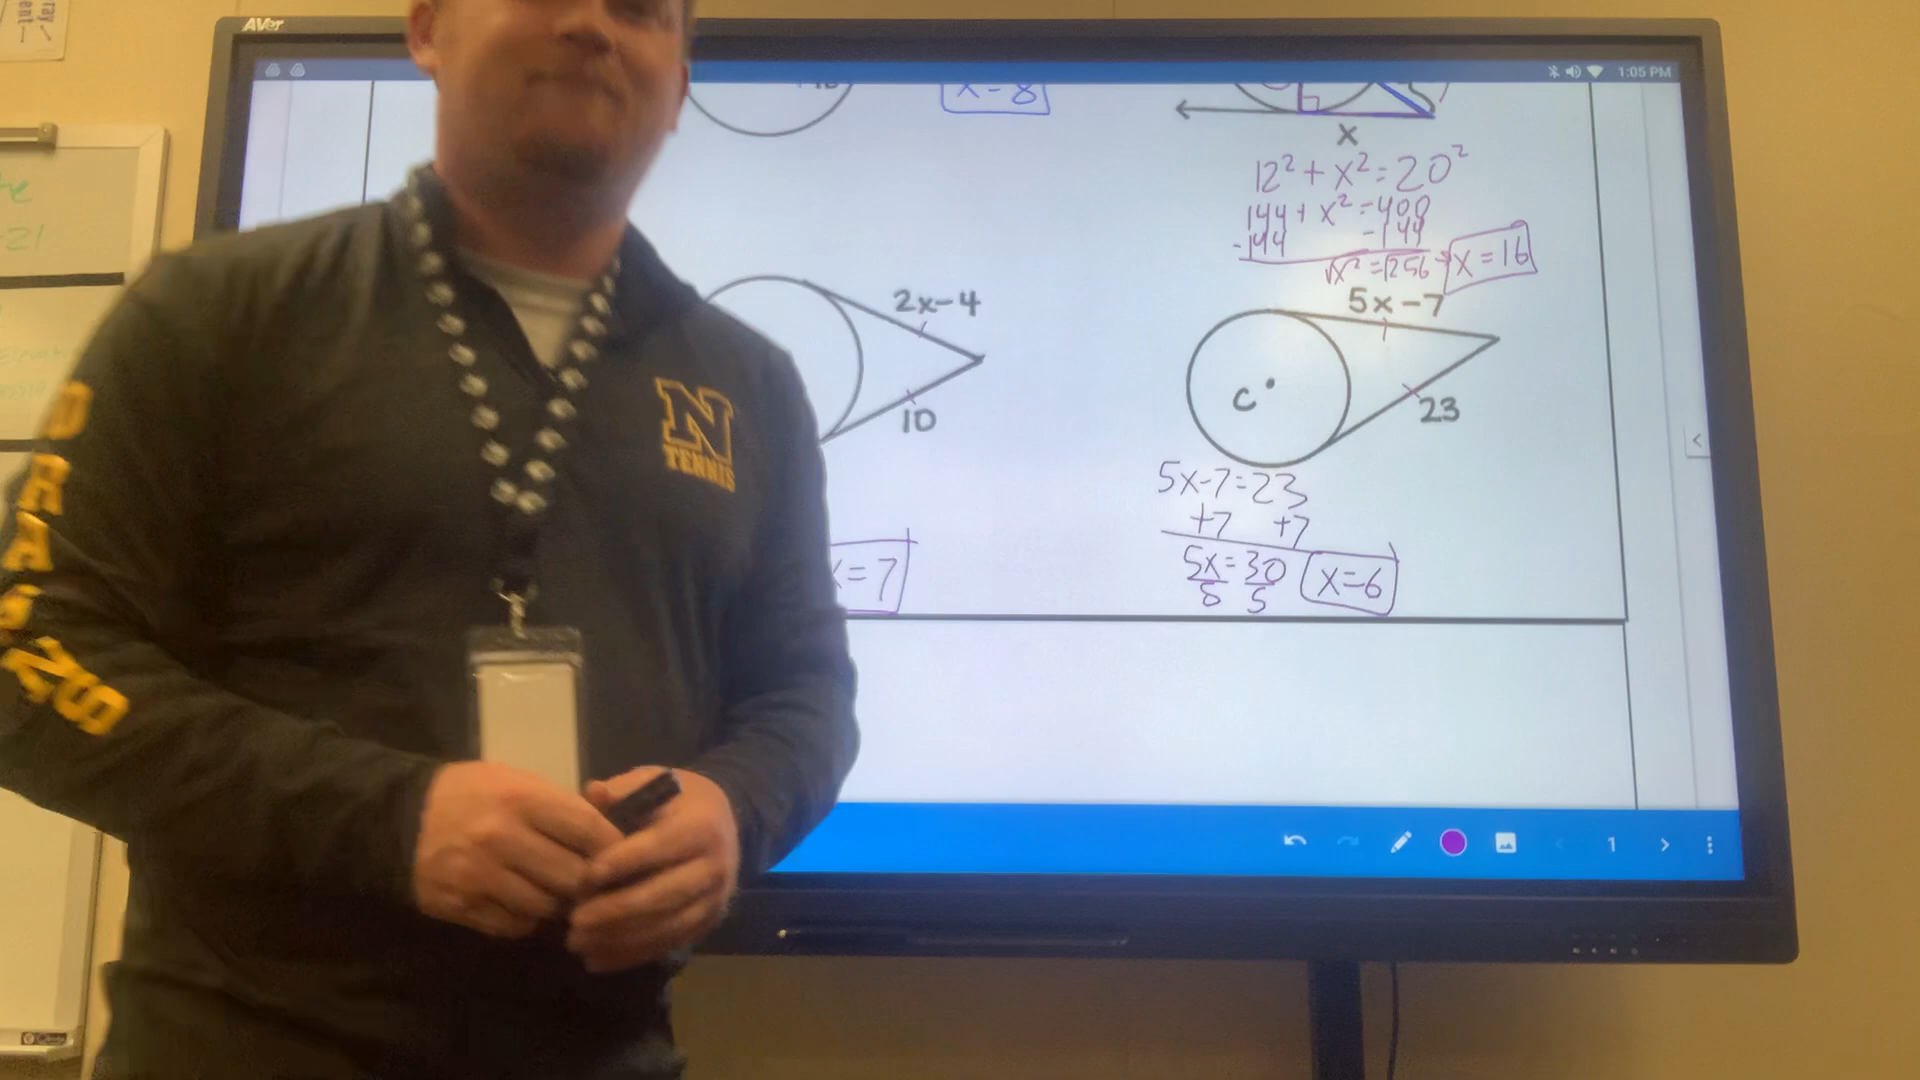 AVer
1:05 PM
x = 8
x
12² + x² = 20²
144 + x² = 400
-144 -144
√x² = √256
x = 16
2x-4
10
x = 7
5x-7
C
23
5x-7=23
+7 +7
5x = 30
5 5
x=6
-21
N
TENNIS
1